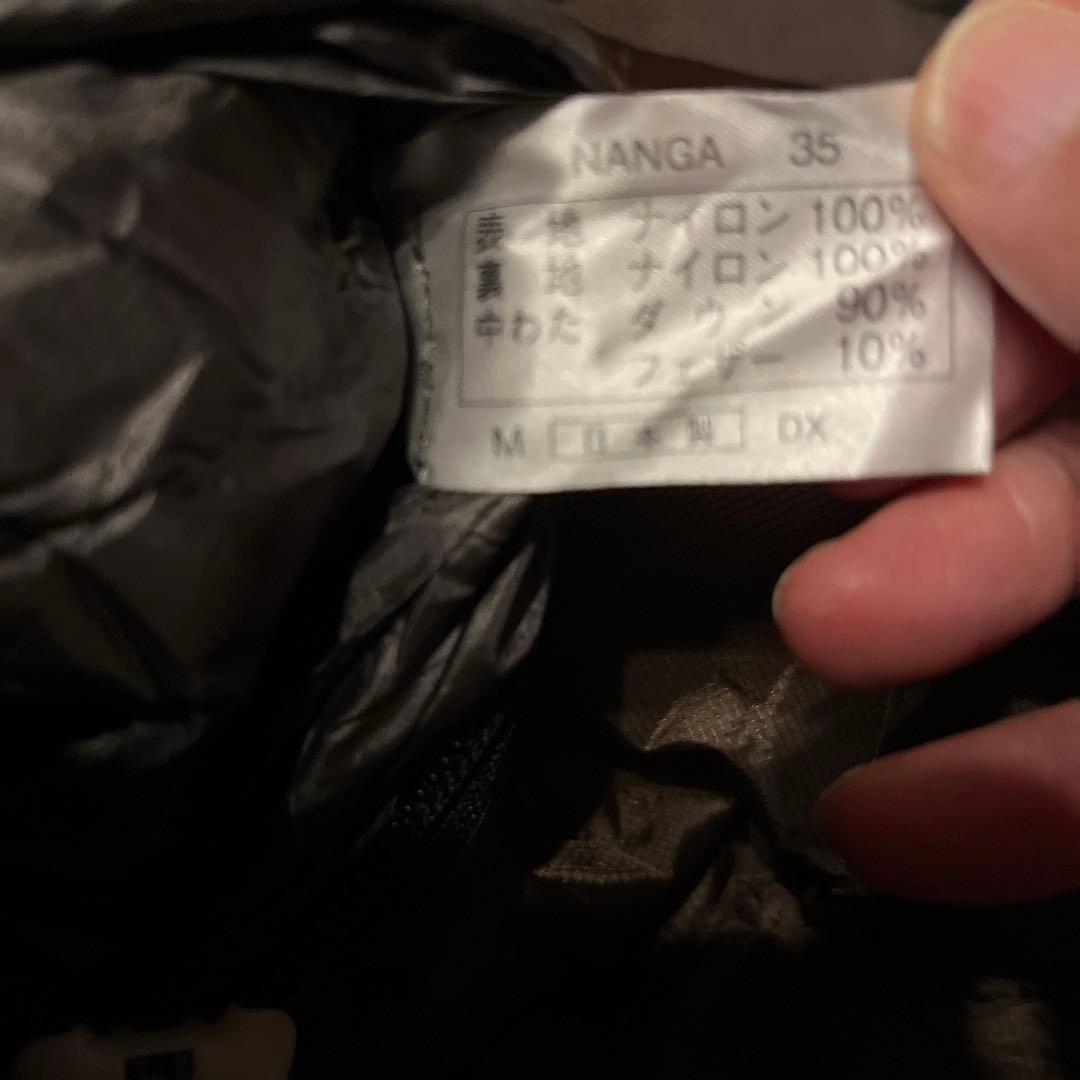 NANGA 35
表地 ナイロン 100%
裏地 ナイロン 100%
中わた ダウン 90%
フェザー 10%
M 日本製 DX